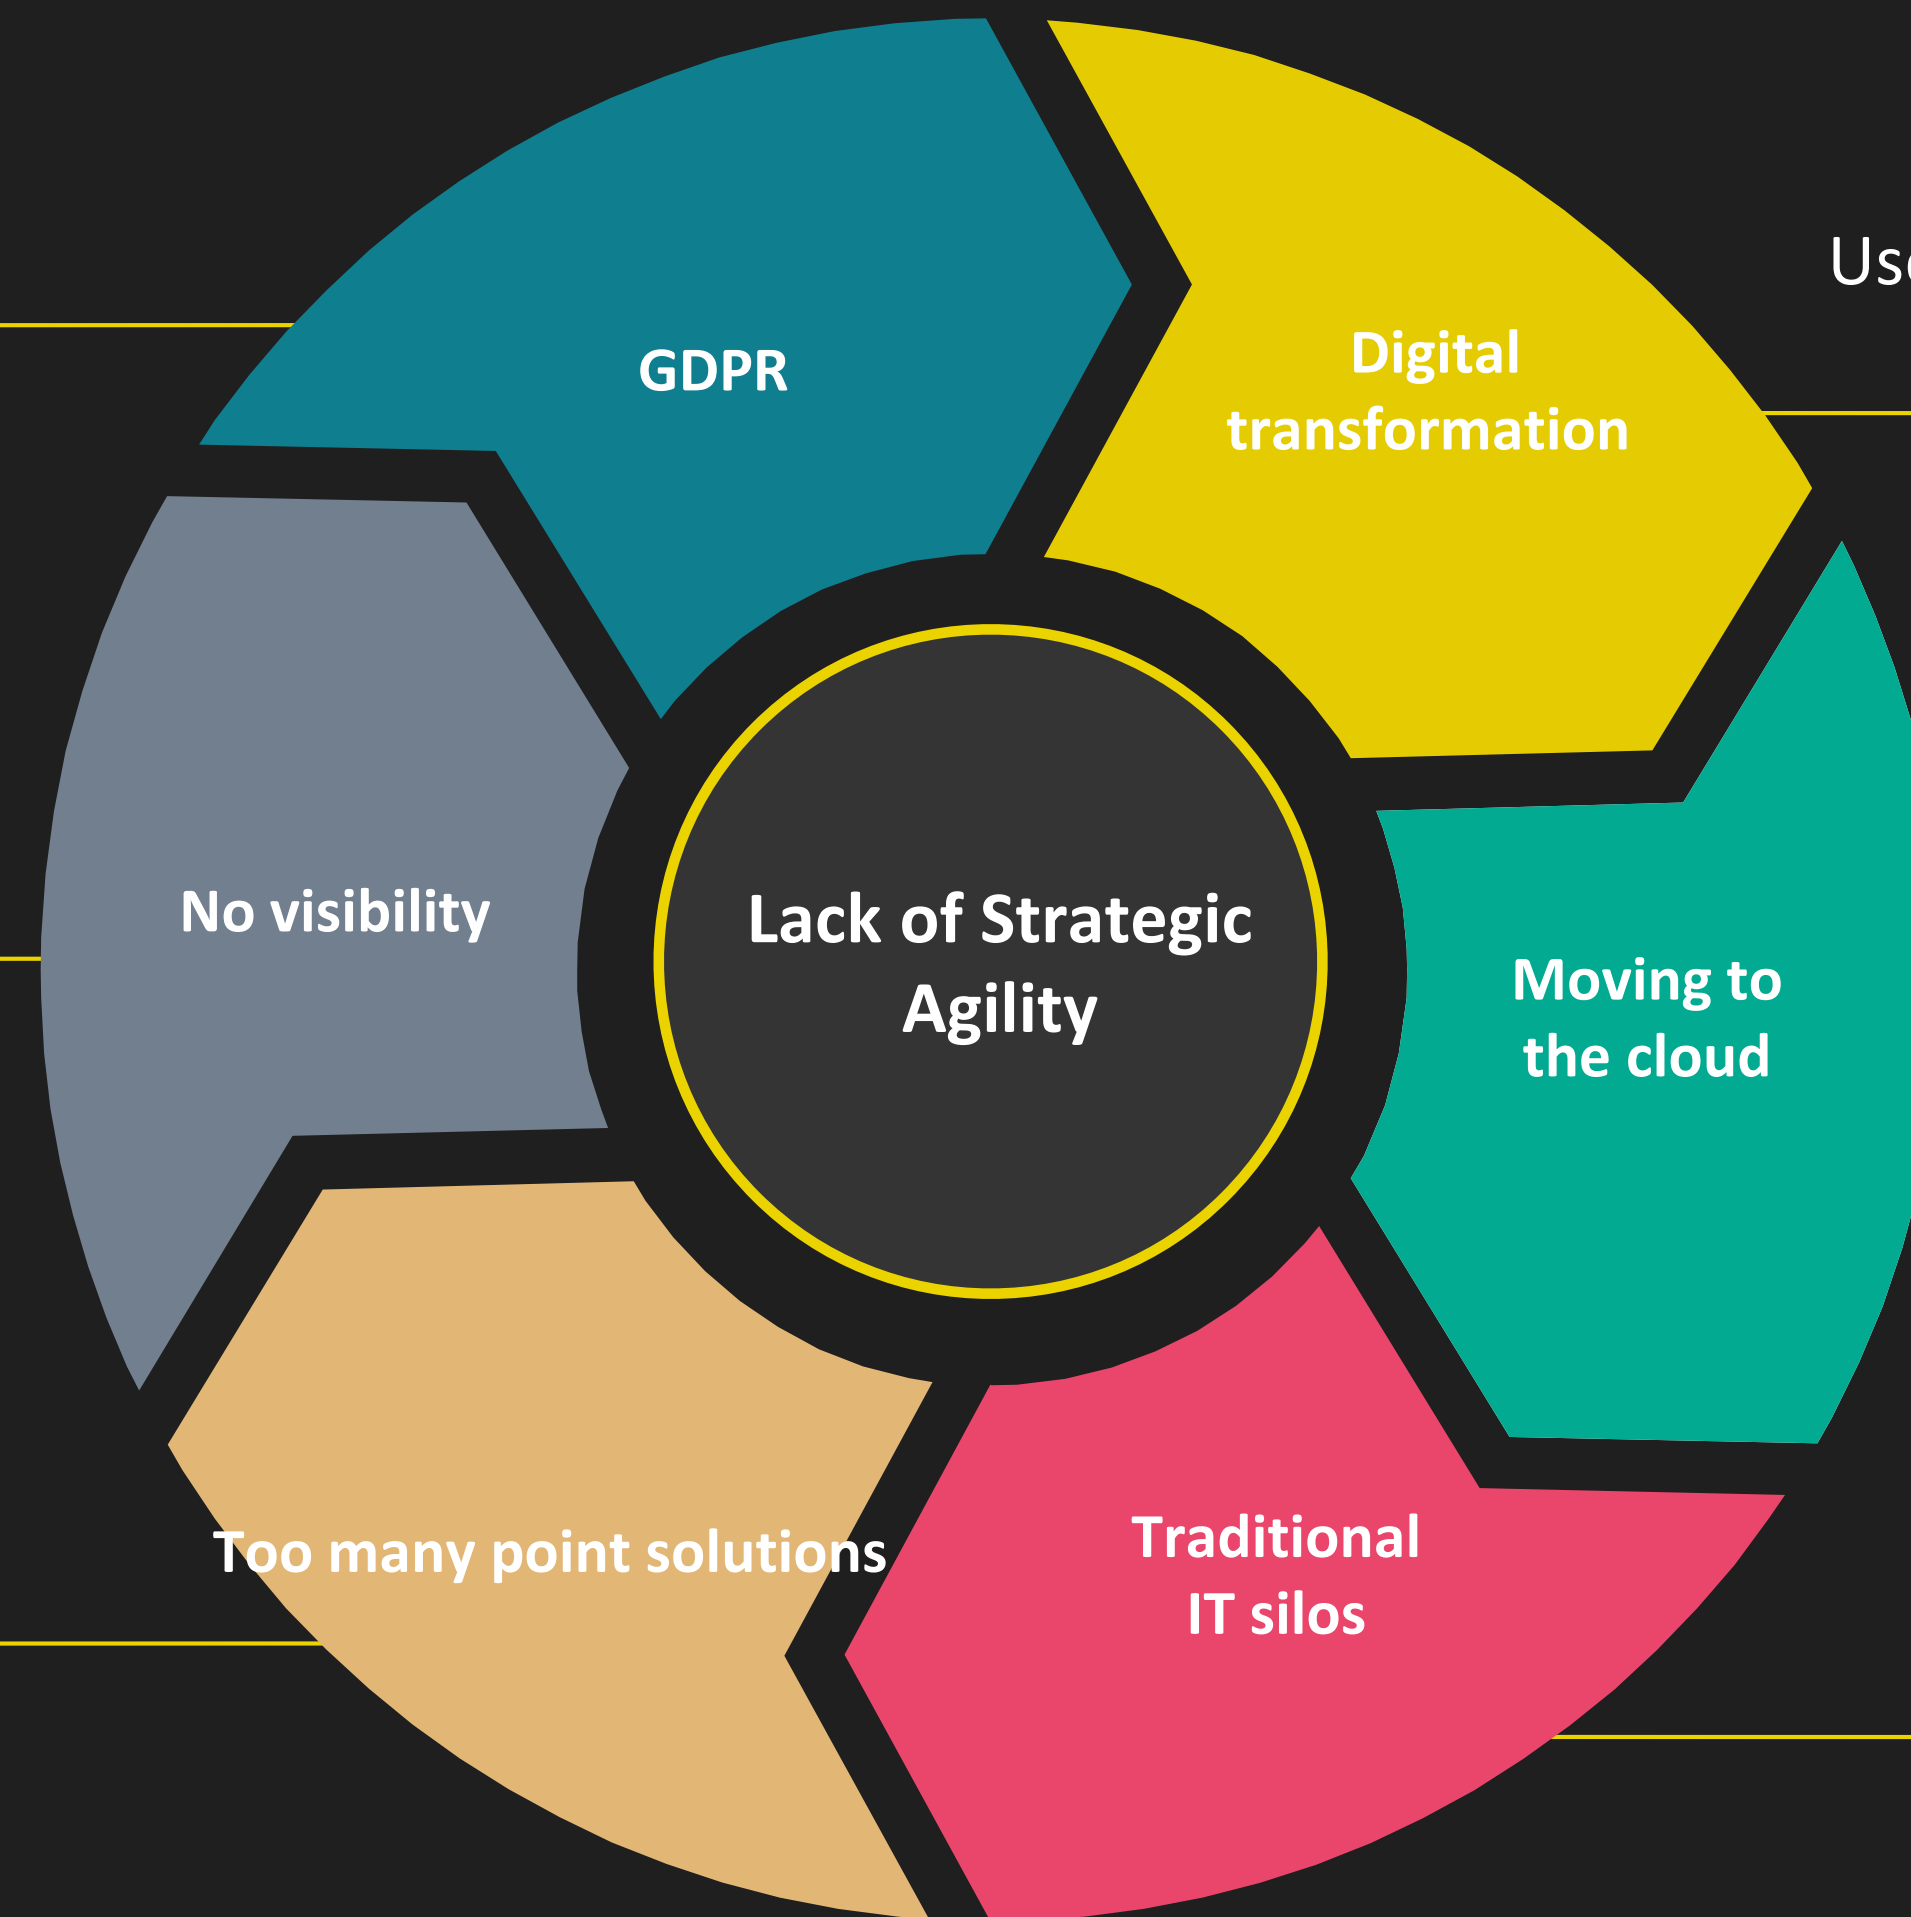 GDPR
Digital
transformation
No visibility
Lack of Strategic
Agility
Moving to
the cloud
Too many point solutions
Traditional
IT silos